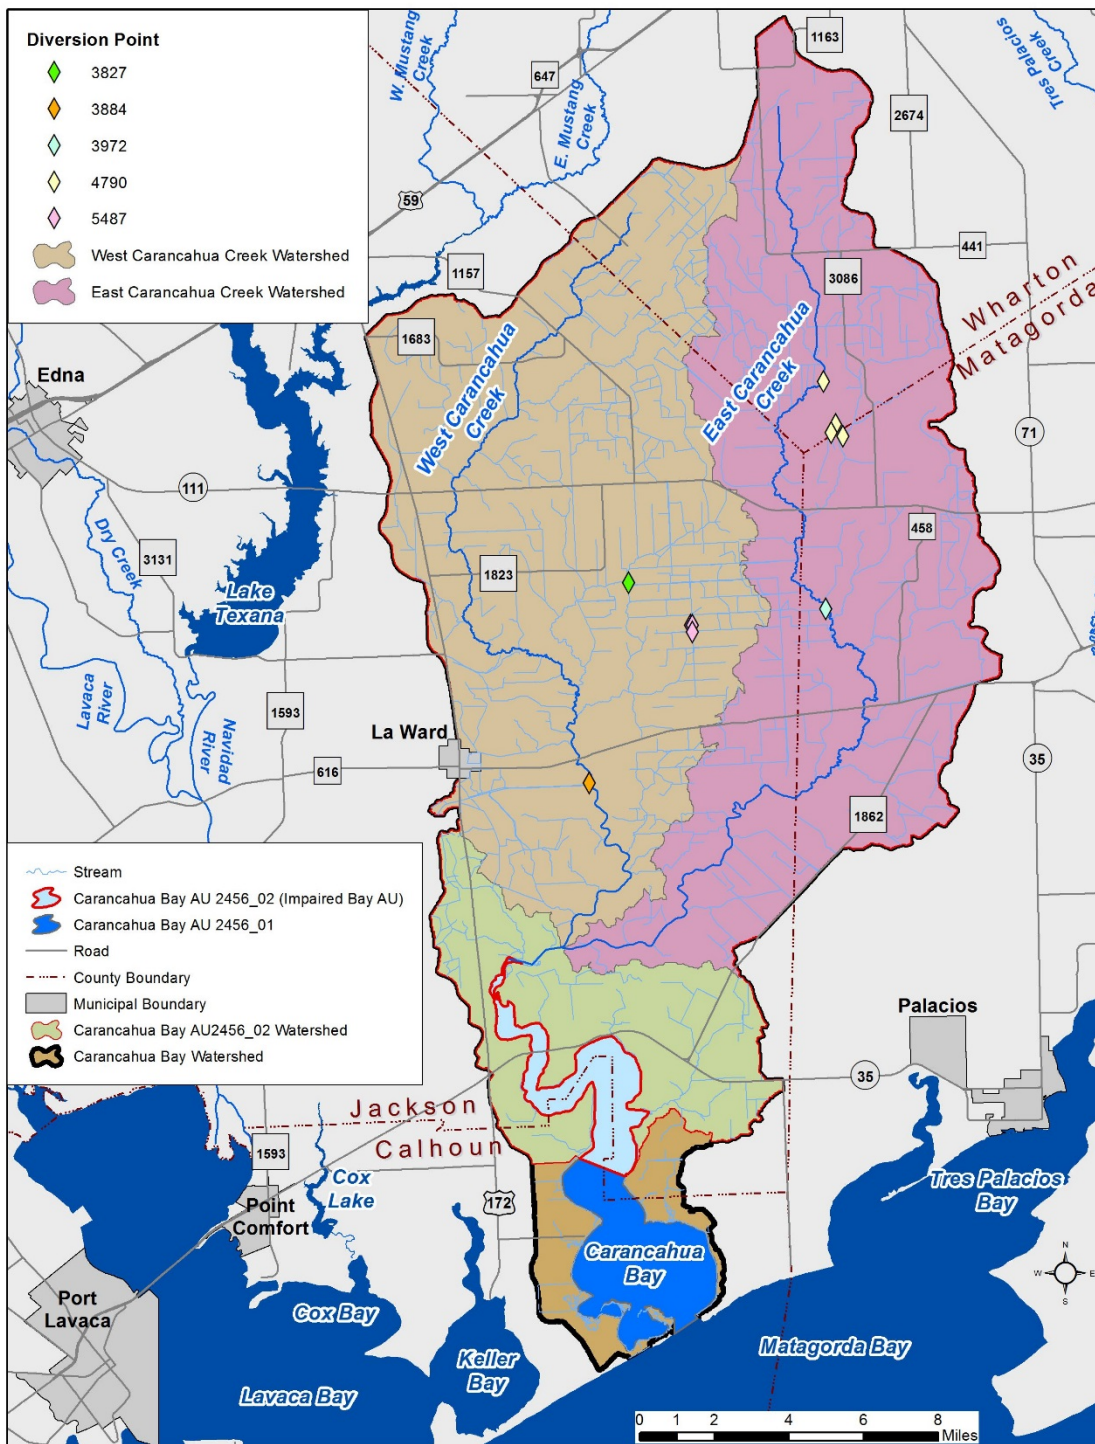 Diversion Point
3827
3884
3972
4790
5487
West Carancahua Creek Watershed
East Carancahua Creek Watershed
W. Mustang
Creek
E. Mustang
Creek
Tres Palacios
Creek
1163
647
2674
59
441
1157
3086
Wharton
Matagorda
1683
West Carancahua
Creek
East Carancahua
Creek
Edna
71
111
458
Dry Creek
3131
1823
Lake
Texana
Lavaca
River
Navidad
River
1593
La Ward
616
35
1862
Stream
Carancahua Bay AU 2456_02 (Impaired Bay AU)
Carancahua Bay AU 2456_01
Road
County Boundary
Municipal Boundary
Carancahua Bay AU2456_02 Watershed
Carancahua Bay Watershed
Palacios
35
Jackson
Calhoun
1593
Cox
Lake
172
Point
Comfort
Tres Palacios
Bay
Carancahua
Bay
N
W
E
S
Port
Lavaca
Cox Bay
Keller
Bay
Matagorda Bay
Lavaca Bay
0 1 2 4 6 8
Miles